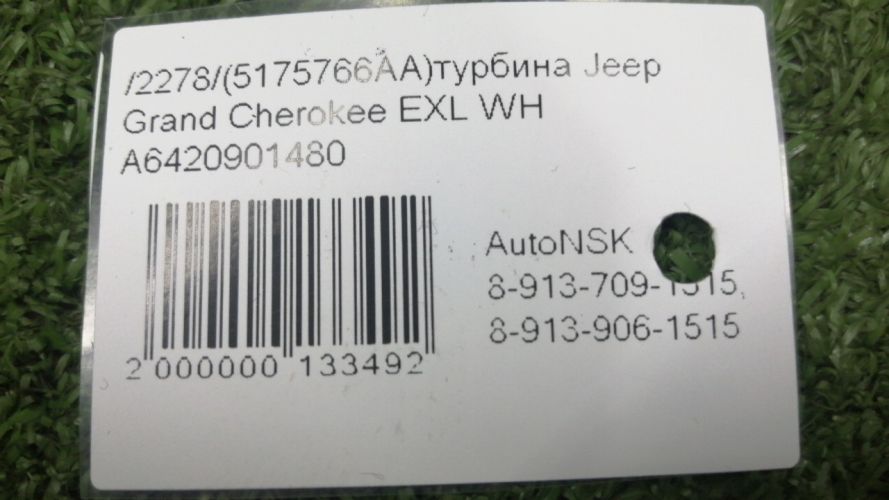 /2278/(5175766AA)турбина Jeep
Grand Cherokee EXL WH
A6420901480
AutoNSK
8-913-709-1515,
8-913-906-1515
2 000000 133492